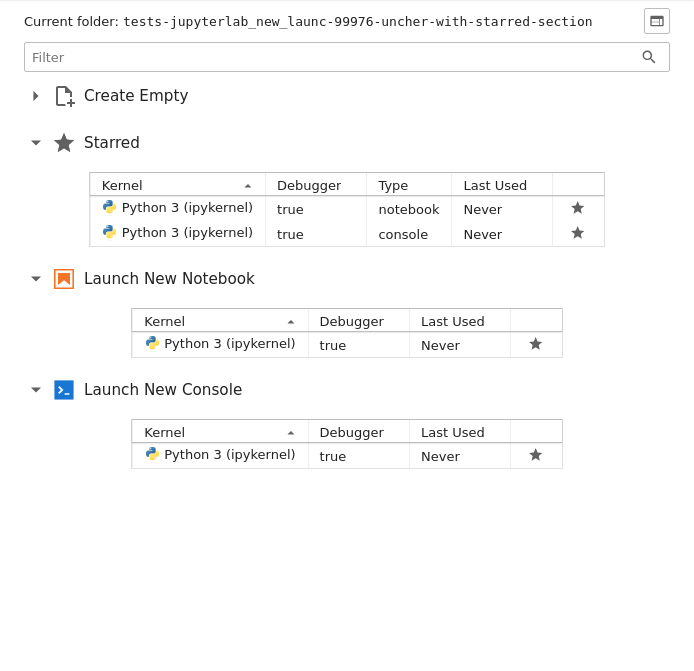 Current folder: tests-jupyterlab_new_launc-99976-uncher-with-starred-section
Filter
Create Empty
Starred
Kernel Debugger Type Last Used
Python 3 (ipykernel) true notebook Never
Python 3 (ipykernel) true console Never
Launch New Notebook
Kernel Debugger Last Used
Python 3 (ipykernel) true Never
Launch New Console
Kernel Debugger Last Used
Python 3 (ipykernel) true Never